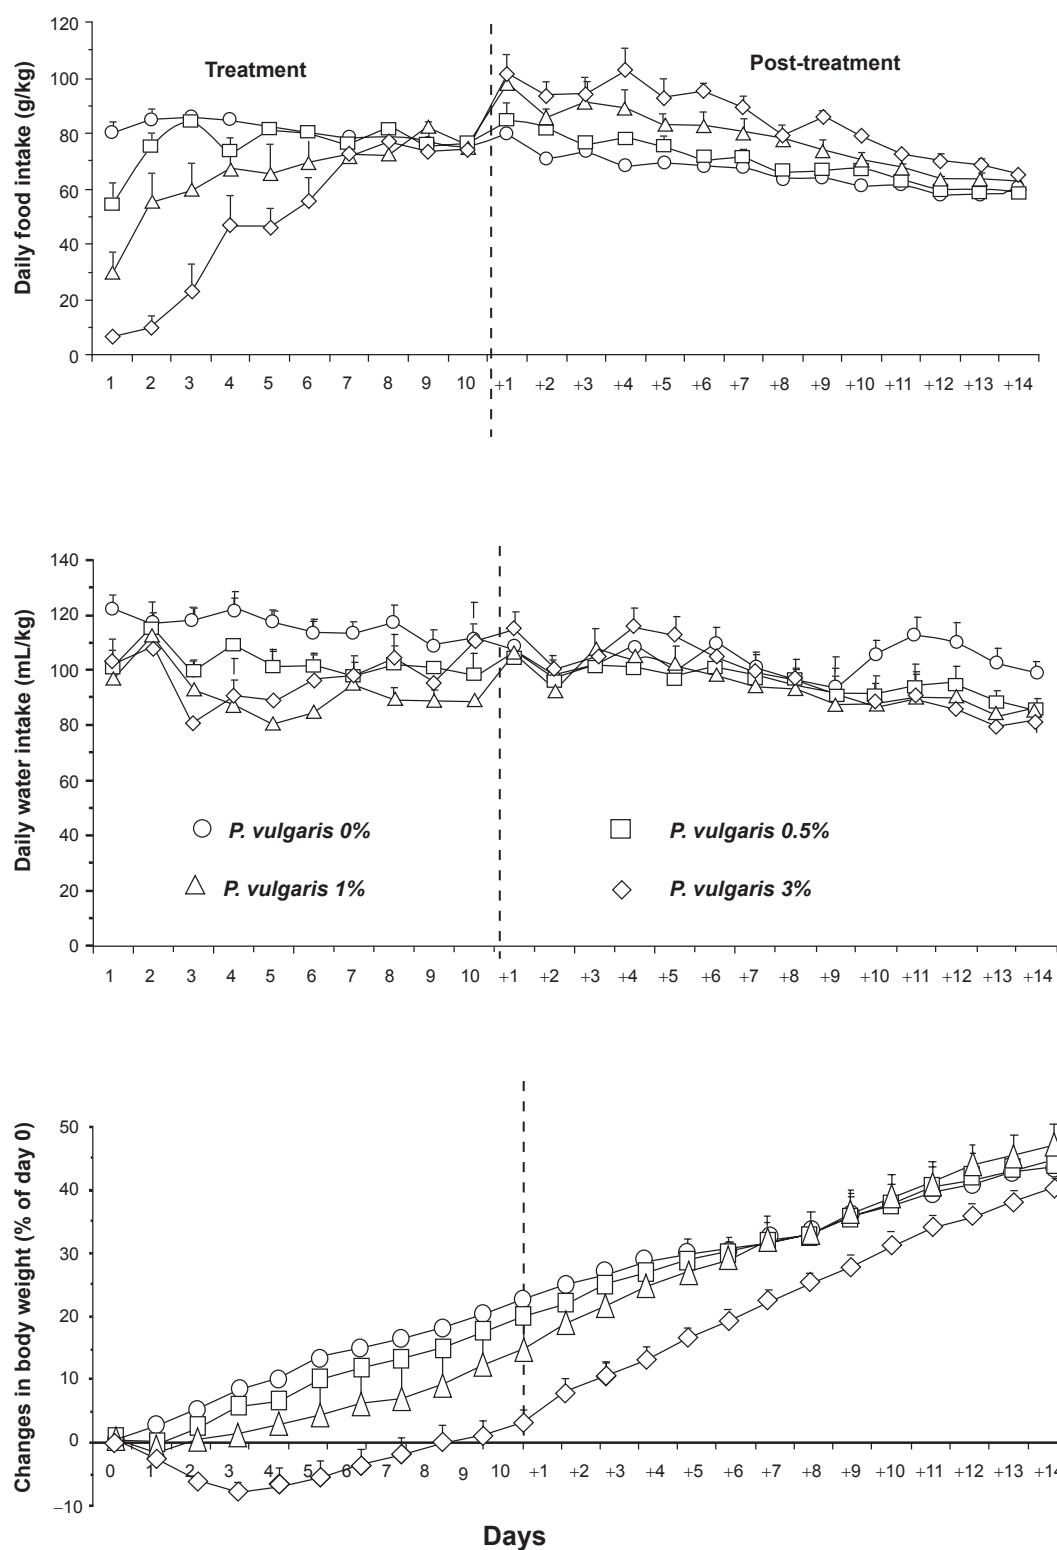 Daily food intake (g/kg)
120
100
80
60
40
20
0
Treatment
Post-treatment
1 2 3 4 5 6 7 8 9 10 +1 +2 +3 +4 +5 +6 +7 +8 +9 +10 +11 +12 +13 +14
Daily water intake (mL/kg)
140
120
100
80
60
40
20
0
P. vulgaris 0%
P. vulgaris 0.5%
P. vulgaris 1%
P. vulgaris 3%
1 2 3 4 5 6 7 8 9 10 +1 +2 +3 +4 +5 +6 +7 +8 +9 +10 +11 +12 +13 +14
Changes in body weight (% of day 0)
50
40
30
20
10
0
−10
0 1 2 3 4 5 6 7 8 9 10 +1 +2 +3 +4 +5 +6 +7 +8 +9 +10 +11 +12 +13 +14
Days